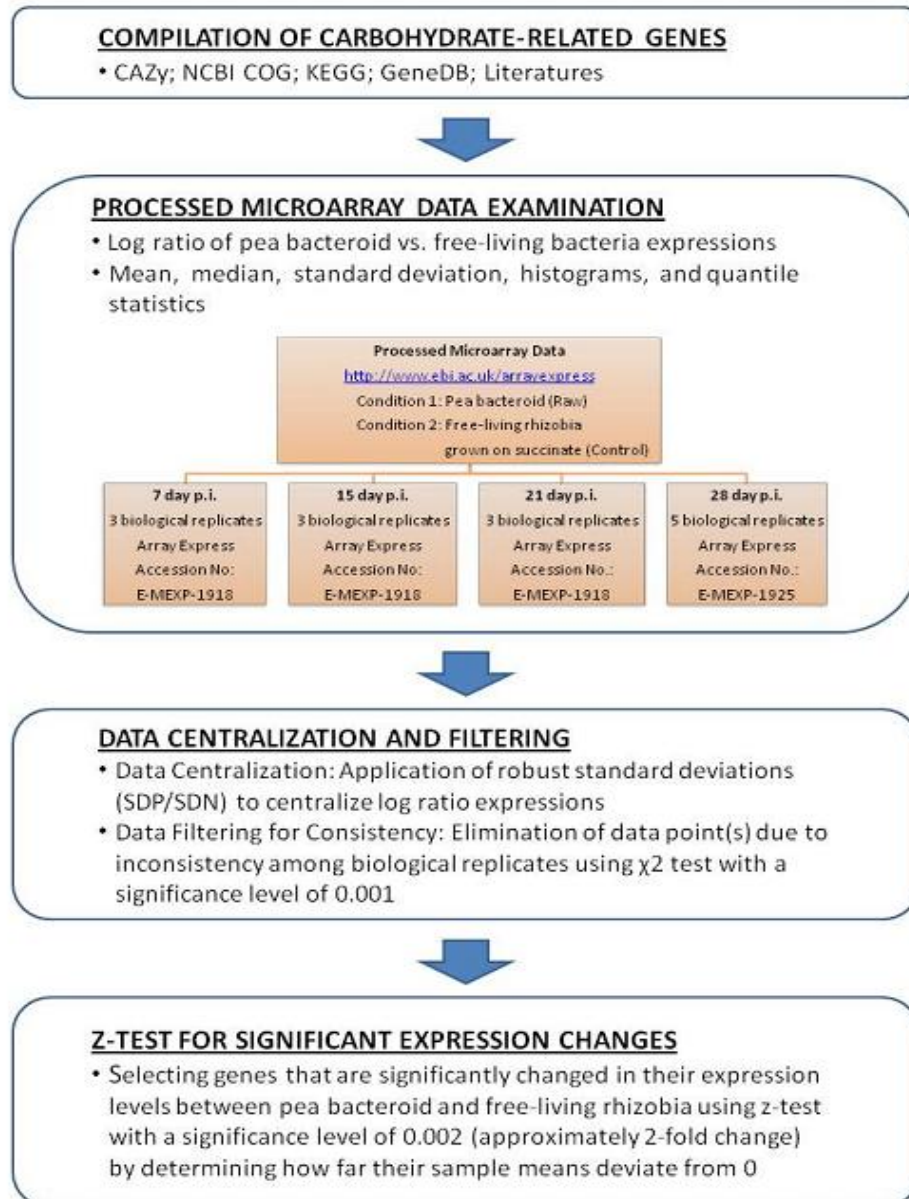 COMPILATION OF CARBOHYDRATE-RELATED GENES
• CAZy; NCBI COG; KEGG; GeneDB; Literatures
PROCESSED MICROARRAY DATA EXAMINATION
• Log ratio of pea bacteroid vs. free-living bacteria expressions
• Mean, median, standard deviation, histograms, and quantile
statistics
Processed Microarray Data
http://www.ebi.ac.uk/arrayexpress
Condition 1: Pea bacteroid (Raw)
Condition 2: Free-living rhizobia
grown on succinate (Control)
7 day p.i.
3 biological replicates
Array Express
Accession No:
E-MEXP-1918
15 day p.i.
3 biological replicates
Array Express
Accession No:
E-MEXP-1918
21 day p.i.
3 biological replicates
Array Express
Accession No.:
E-MEXP-1918
28 day p.i.
5 biological replicates
Array Express
Accession No.:
E-MEXP-1925
DATA CENTRALIZATION AND FILTERING
• Data Centralization: Application of robust standard deviations
(SDP/SDN) to centralize log ratio expressions
• Data Filtering for Consistency: Elimination of data point(s) due to
inconsistency among biological replicates using χ2 test with a
significance level of 0.001
Z-TEST FOR SIGNIFICANT EXPRESSION CHANGES
• Selecting genes that are significantly changed in their expression
levels between pea bacteroid and free-living rhizobia using z-test
with a significance level of 0.002 (approximately 2-fold change)
by determining how far their sample means deviate from 0